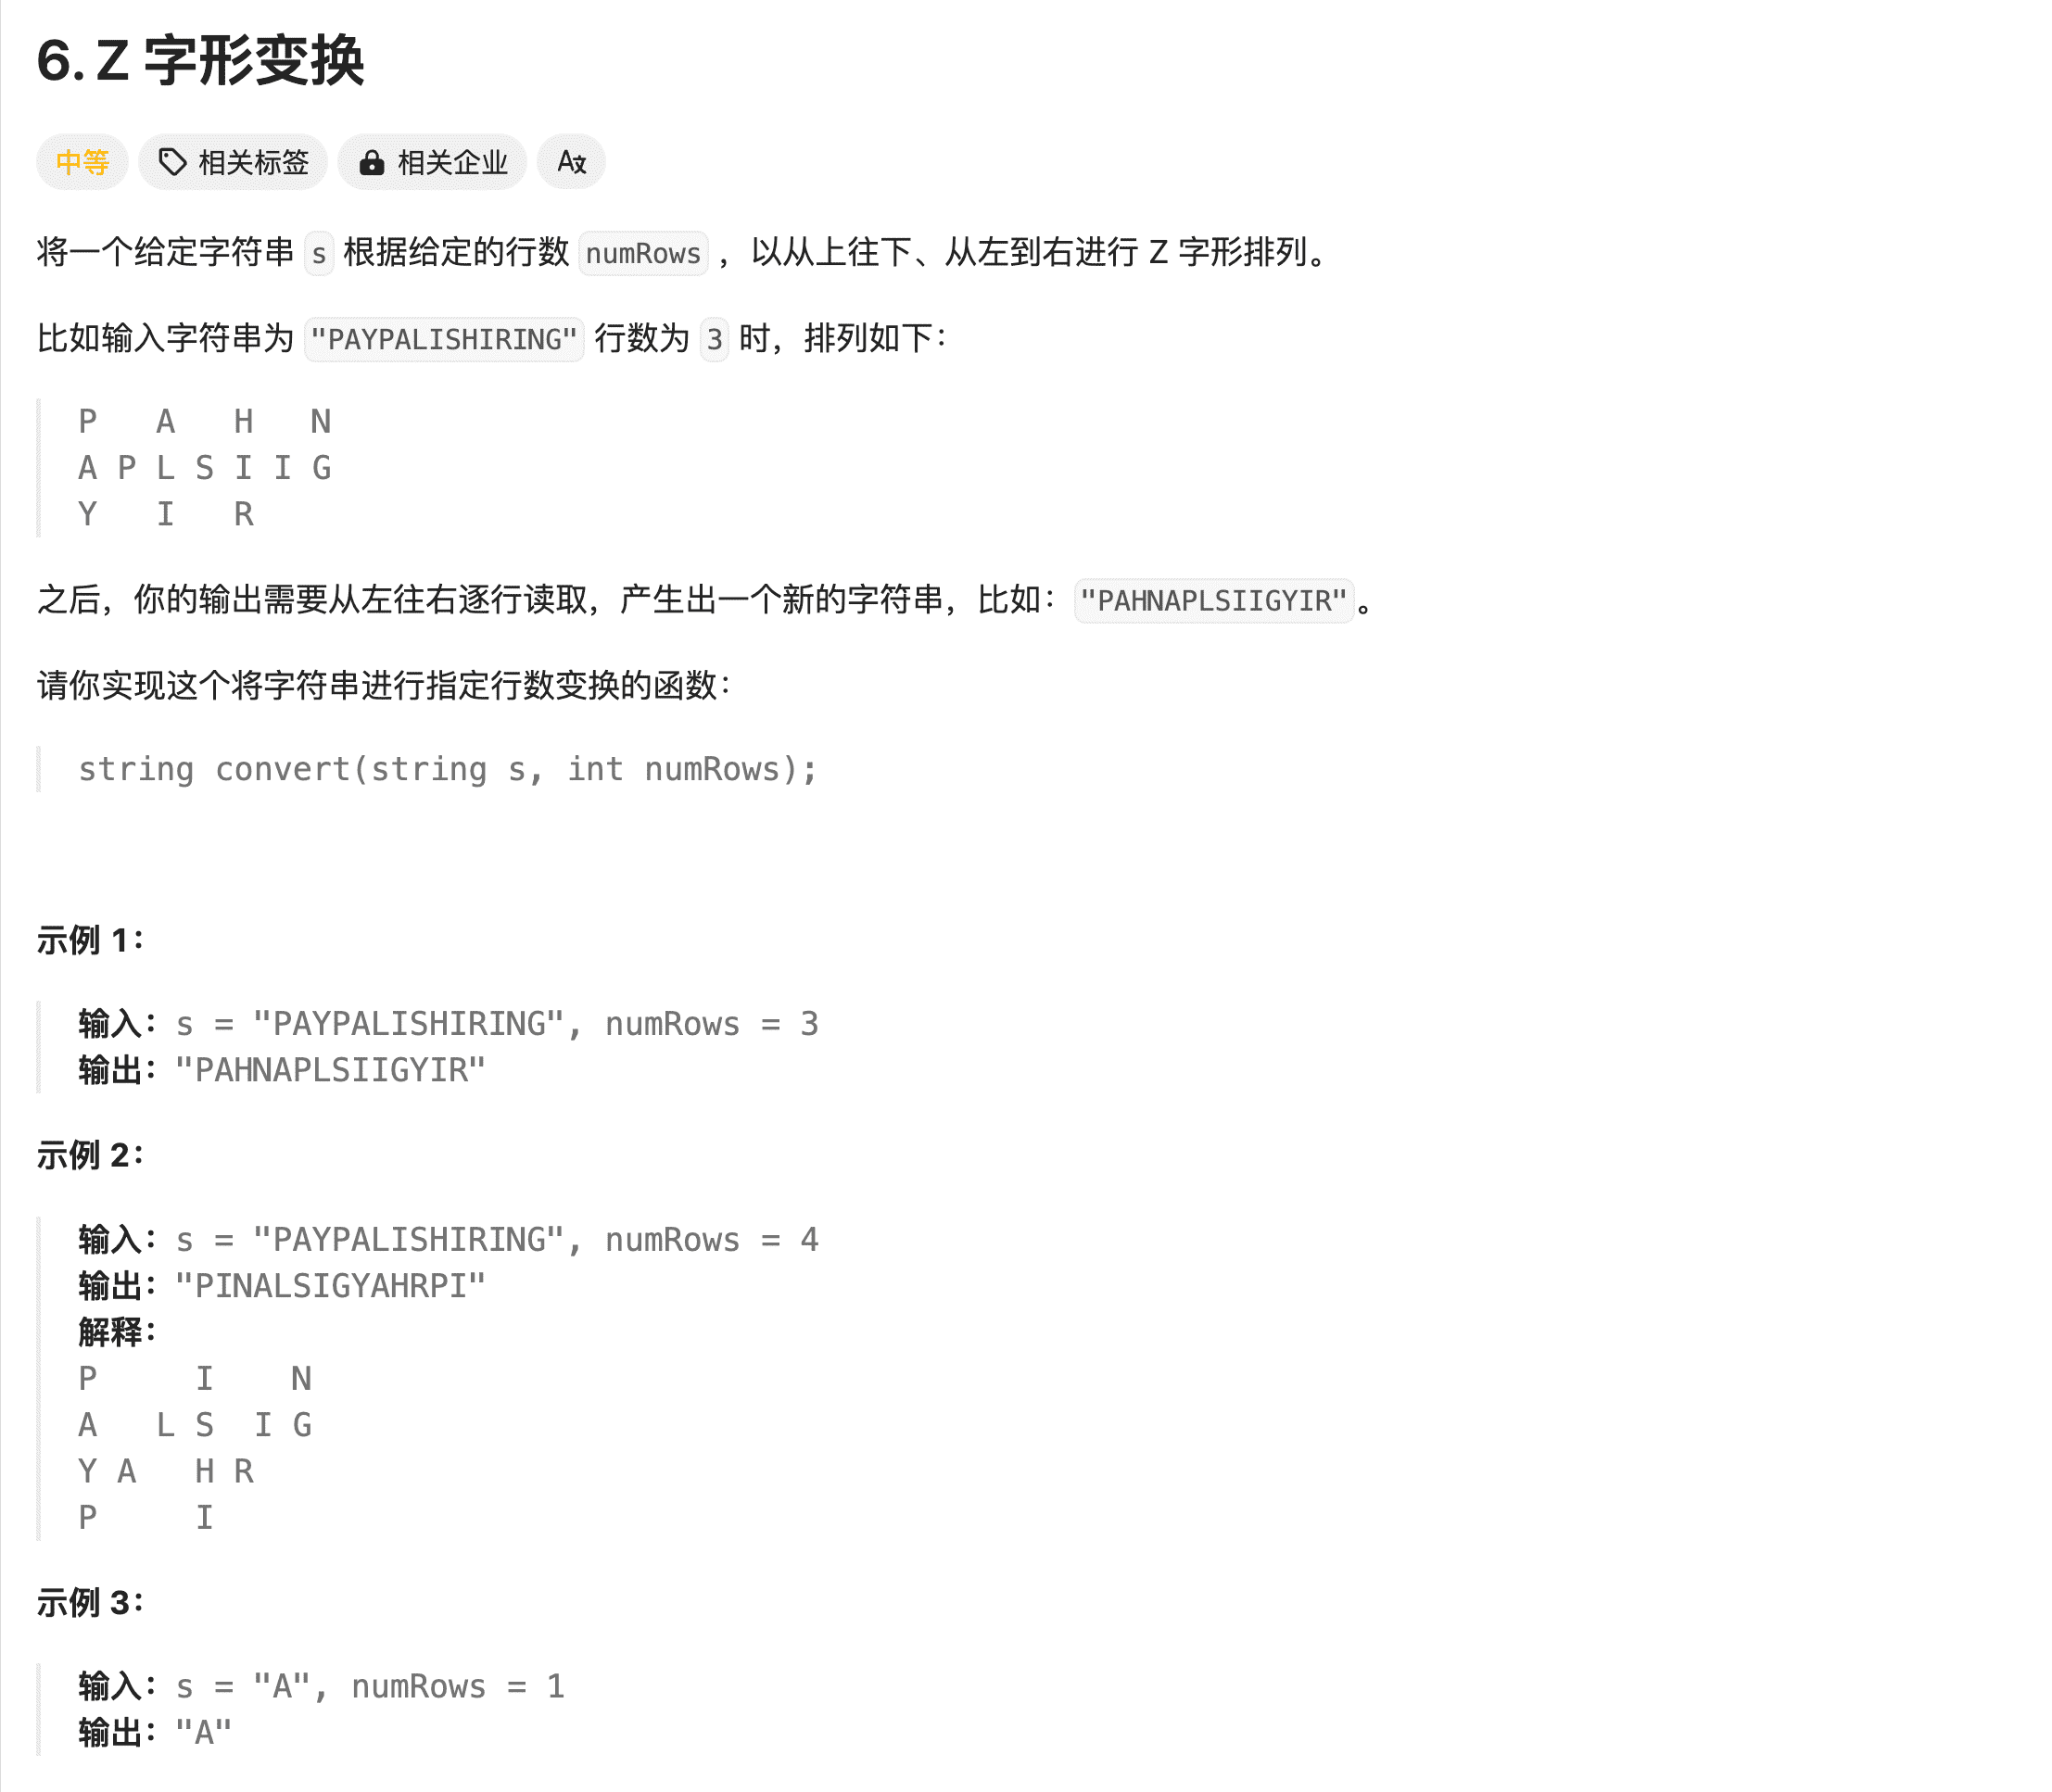 6. Z 字形变换
中等 相关标签 相关企业 A文
将一个给定字符串 s 根据给定的行数 numRows ，以从上往下、从左到右进行 Z 字形排列。
比如输入字符串为 "PAYPALISHIRING" 行数为 3 时，排列如下：
P   A   H   N
A P L S I I G
Y   I   R
之后，你的输出需要从左往右逐行读取，产生出一个新的字符串，比如："PAHNAPLSIIGYIR"。
请你实现这个将字符串进行指定行数变换的函数：
string convert(string s, int numRows);
示例 1：
输入：s = "PAYPALISHIRING", numRows = 3
输出："PAHNAPLSIIGYIR"
示例 2：
输入：s = "PAYPALISHIRING", numRows = 4
输出："PINALSIGYAHRPI"
解释：
P     I    N
A   L S  I G
Y A   H R
P     I
示例 3：
输入：s = "A", numRows = 1
输出："A"